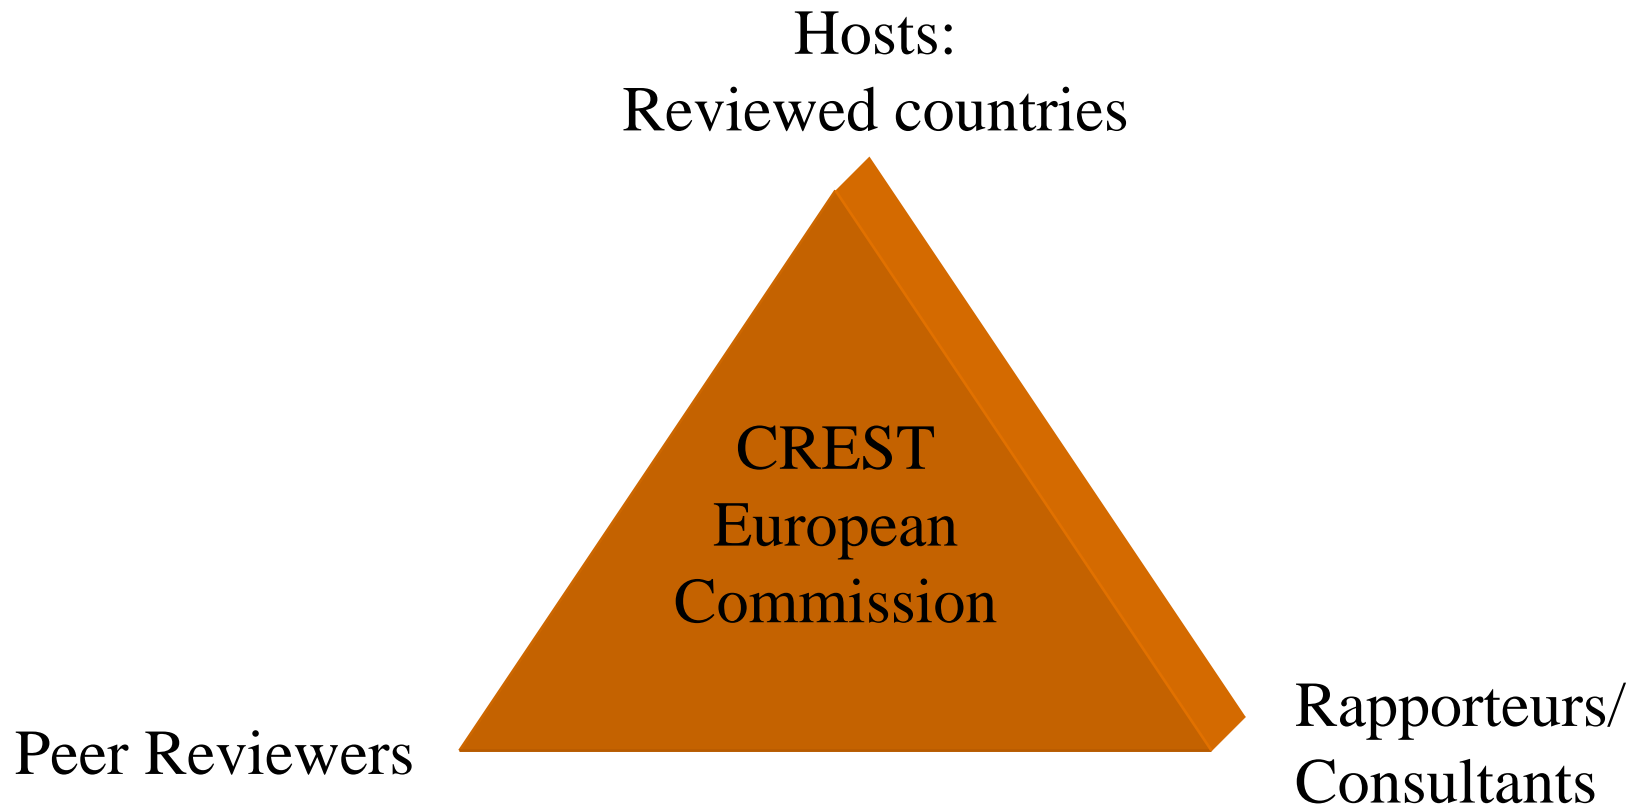 Hosts:
Reviewed countries
CREST
European
Commission
Peer Reviewers
Rapporteurs/
Consultants